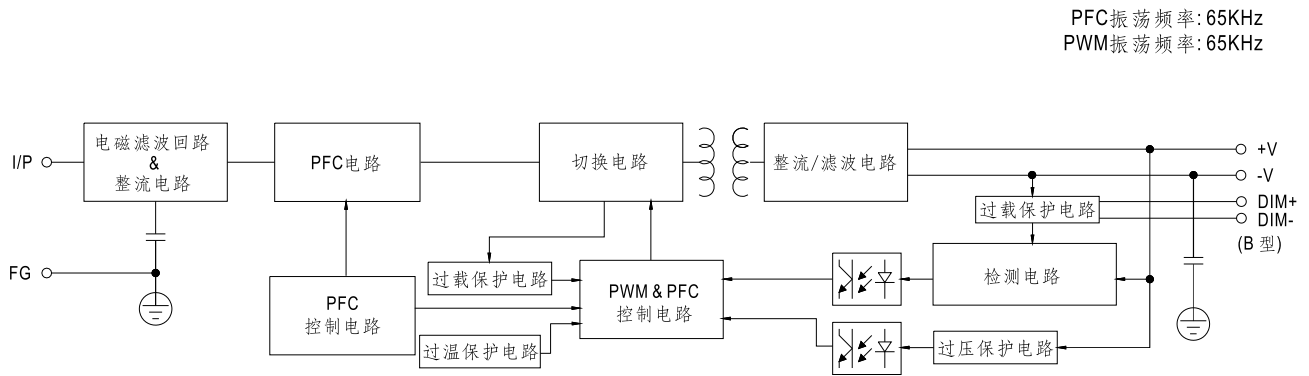 PFC振荡频率: 65KHz
PWM振荡频率: 65KHz
I/P
电磁滤波回路
&
整流电路
PFC电路
切换电路
整流/滤波电路
+V
-V
DIM+
DIM-
(B 型)
过载保护电路
FG
过载保护电路
PFC
控制电路
过温保护电路
PWM & PFC
控制电路
检测电路
过压保护电路